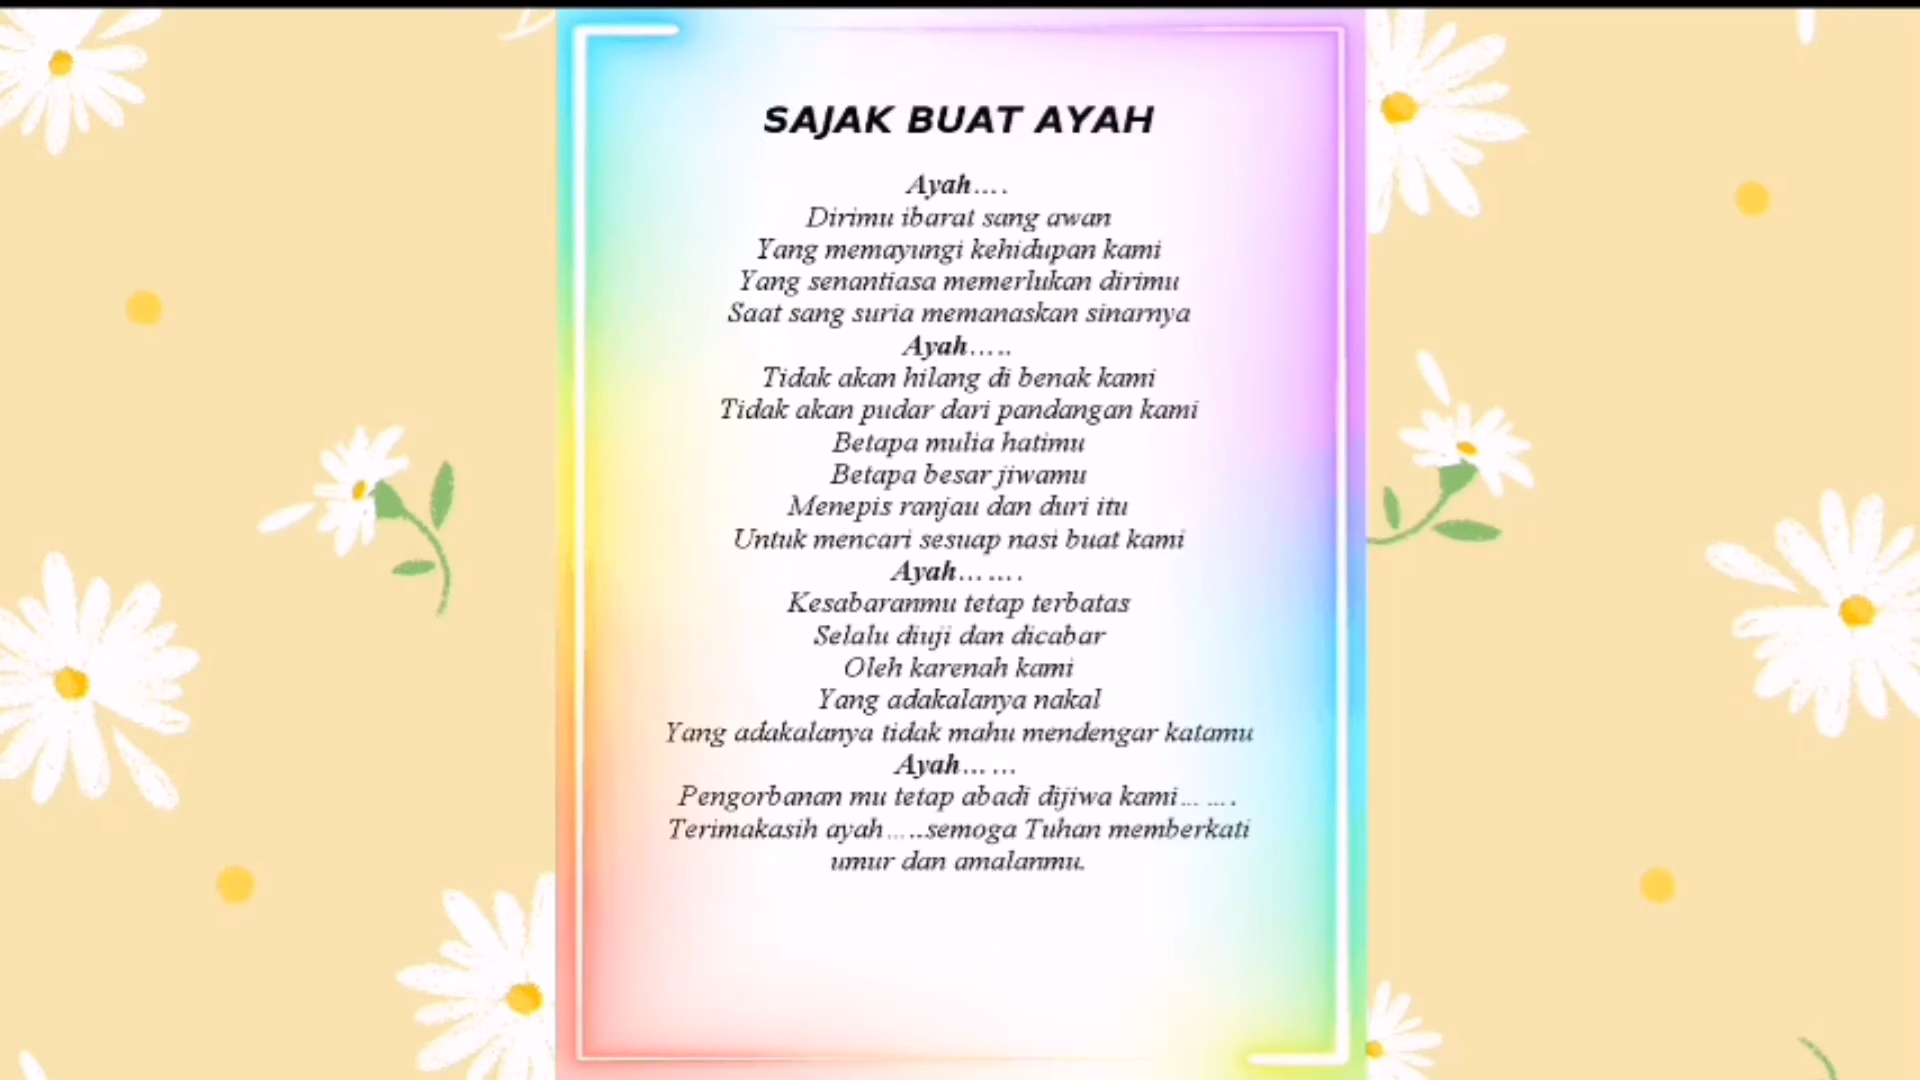 SAJAK BUAT AYAH
Ayah….
Dirimu ibarat sang awan
Yang memayungi kehidupan kami
Yang senantiasa memerlukan dirimu
Saat sang suria memanaskan sinarnya
Ayah…..
Tidak akan hilang di benak kami
Tidak akan pudar dari pandangan kami
Betapa mulia hatimu
Betapa besar jiwamu
Menepis ranjau dan duri itu
Untuk mencari sesuap nasi buat kami
Ayah…….
Kesabaranmu tetap terbatas
Selalu diuji dan dicabar
Oleh karenah kami
Yang adakalanya nakal
Yang adakalanya tidak mahu mendengar katamu
Ayah……
Pengorbanan mu tetap abadi dijiwa kami…….
Terimakasih ayah…..semoga Tuhan memberkati
umur dan amalanmu.